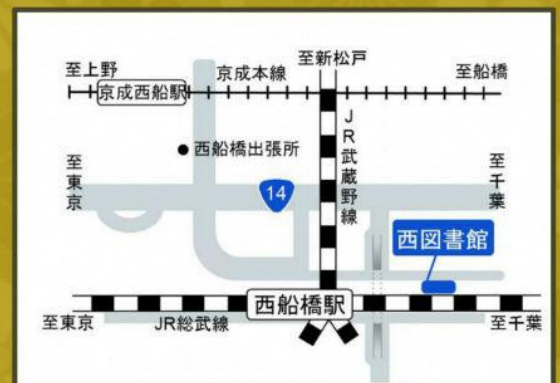 至新松戸
至上野
京成本線
至船橋
京成西船駅
JR武蔵野線
西船橋出張所
至東京
至千葉
14
西図書館
西船橋駅
至東京
JR総武線
至千葉